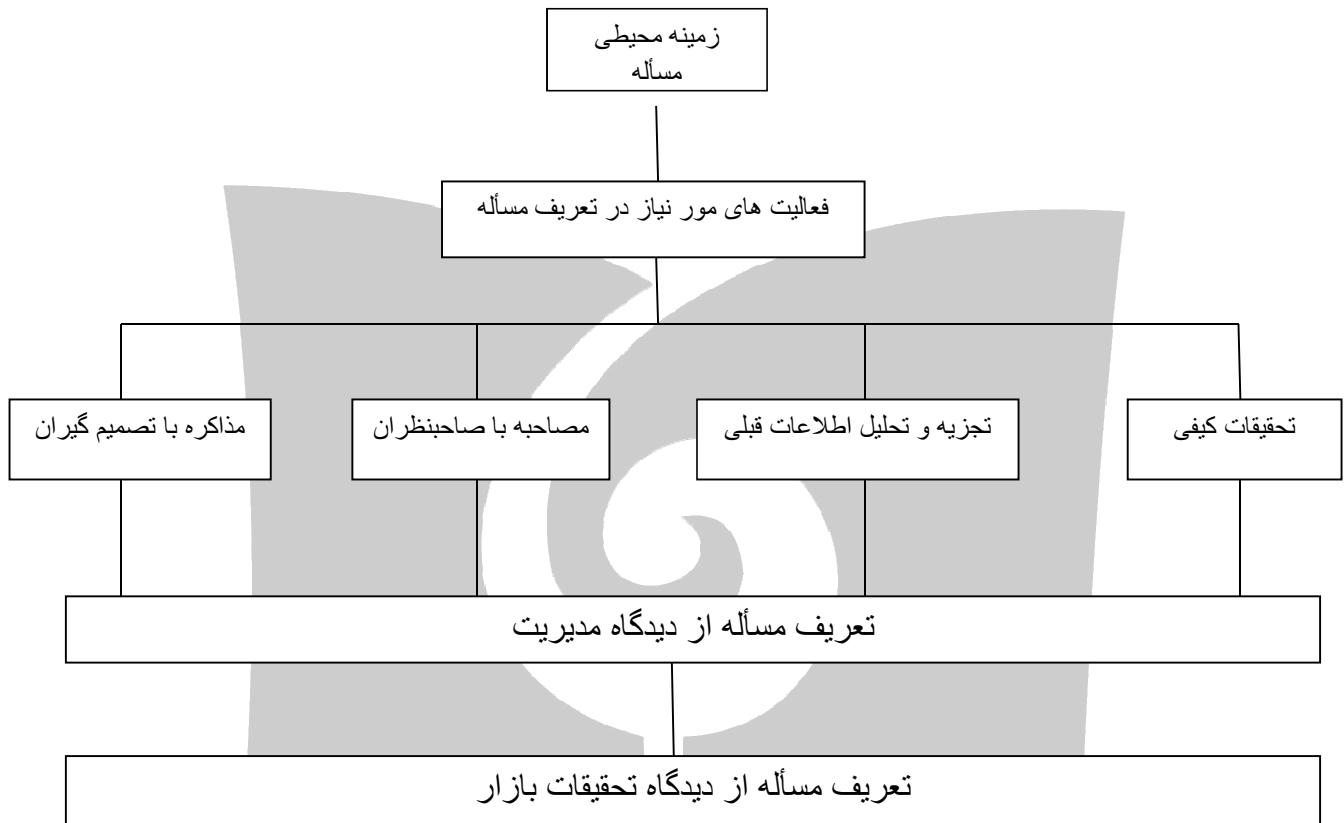 زمینه محیطی
مسأله
فعالیت های مور نیاز در تعریف مسأله
تحقیقات کیفی
تجزیه و تحلیل اطلاعات قبلی
مصاحبه با صاحبنظران
مذاکره با تصمیم گیران
تعریف مسأله از دیدگاه مدیریت
تعریف مسأله از دیدگاه تحقیقات بازار